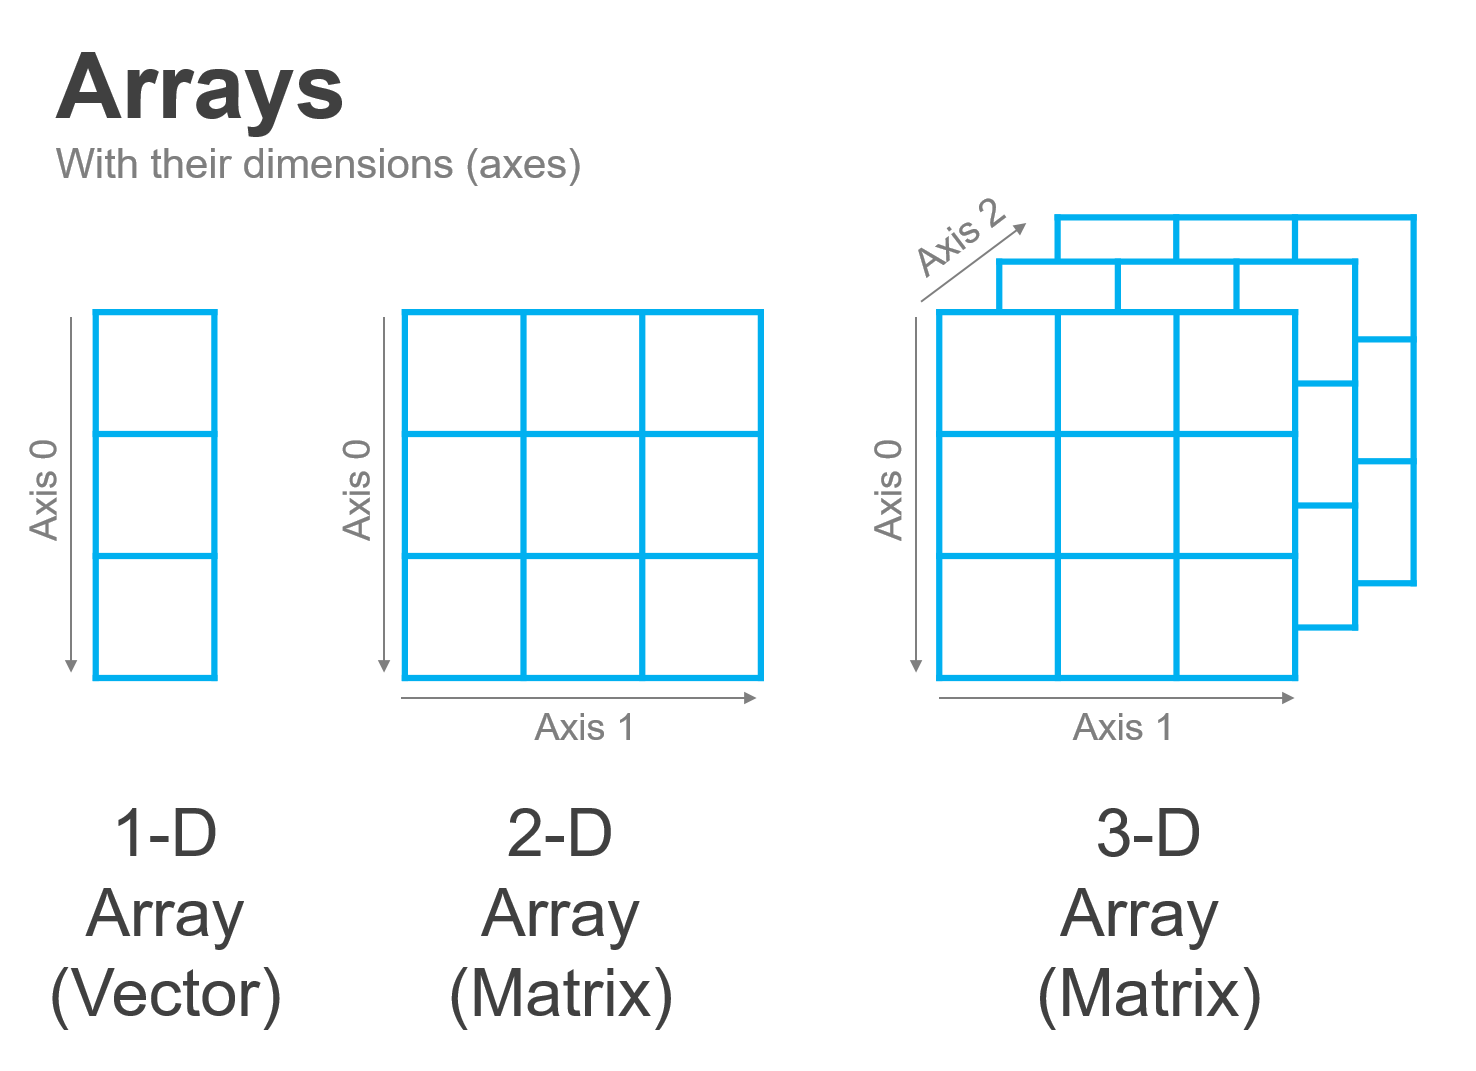 Arrays
With their dimensions (axes)
Axis 0
Axis 0
Axis 1
Axis 2
Axis 0
Axis 1
1-D
Array
(Vector)
2-D
Array
(Matrix)
3-D
Array
(Matrix)